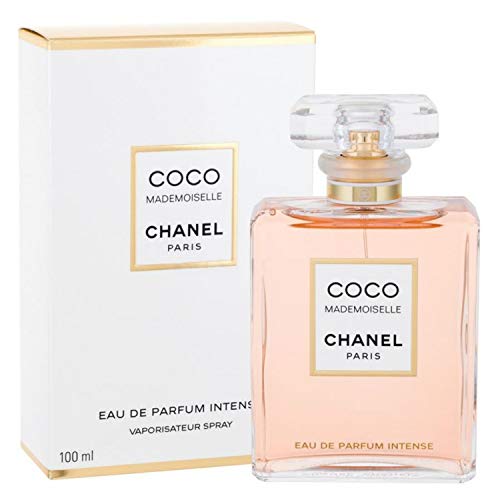 COCO
MADEMOISELLE
CHANEL
PARIS
EAU DE PARFUM INTENS
VAPORISATEUR SPRAY
100 ml
COCO
MADEMOISELLE
CHANEL
PARIS
EAU DE PARFUM INTENSE